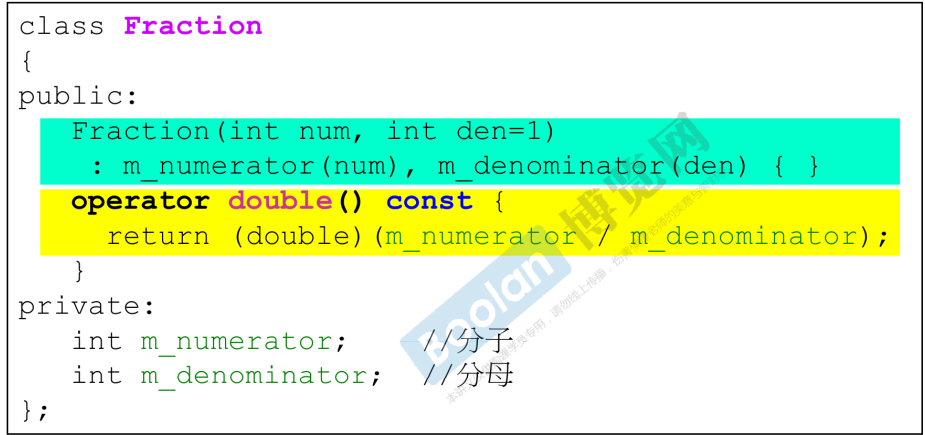 class Fraction
{
public:
Fraction(int num, int den=1)
: m_numerator(num), m_denominator(den) { }
operator double() const {
return (double)(m_numerator / m_denominator);
}
private:
int m_numerator; //分子
int m_denominator; //分母
};
Boolan 博览网